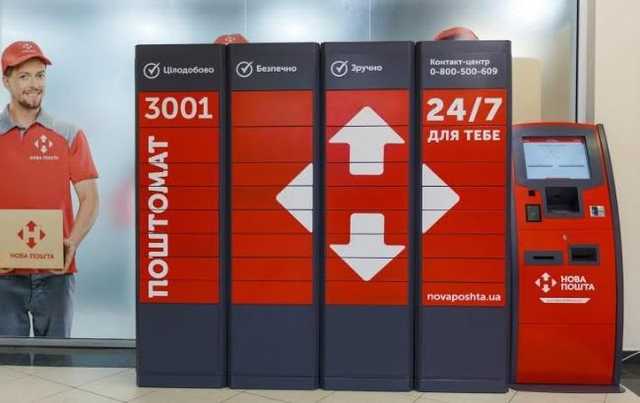 Цілодобово
Безпечно
Зручно
Контакт-центр
0-800-500-609
3001
ПОШТОМАТ
24/7
ДЛЯ ТЕБЕ
novaposhta.ua
НОВА
ПОШТА
НОВА ПОШТА
НОВА ПОШТА